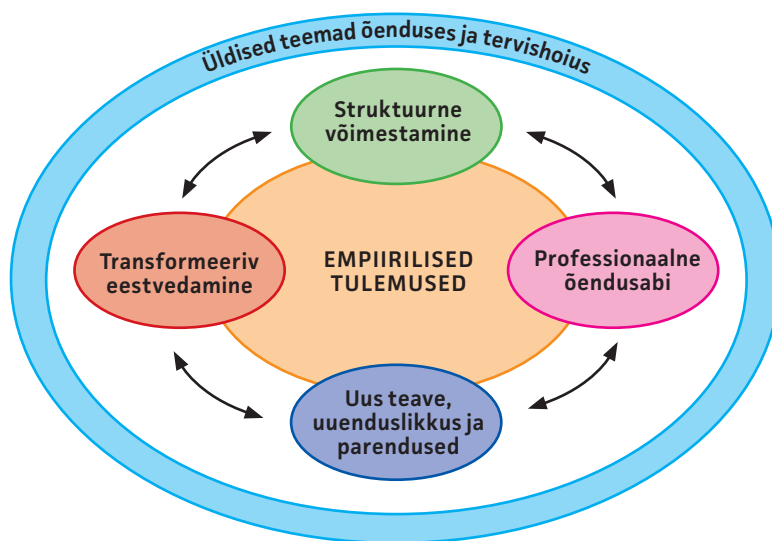 Üldised teemad õenduses ja tervishoius
Struktuurne
võimestamine
Transformeeriv
eestvedamine
EMPIIRILISED
TULEMUSED
Professionaalne
õendusabi
Uus teave,
uuenduslikkus ja
parendused